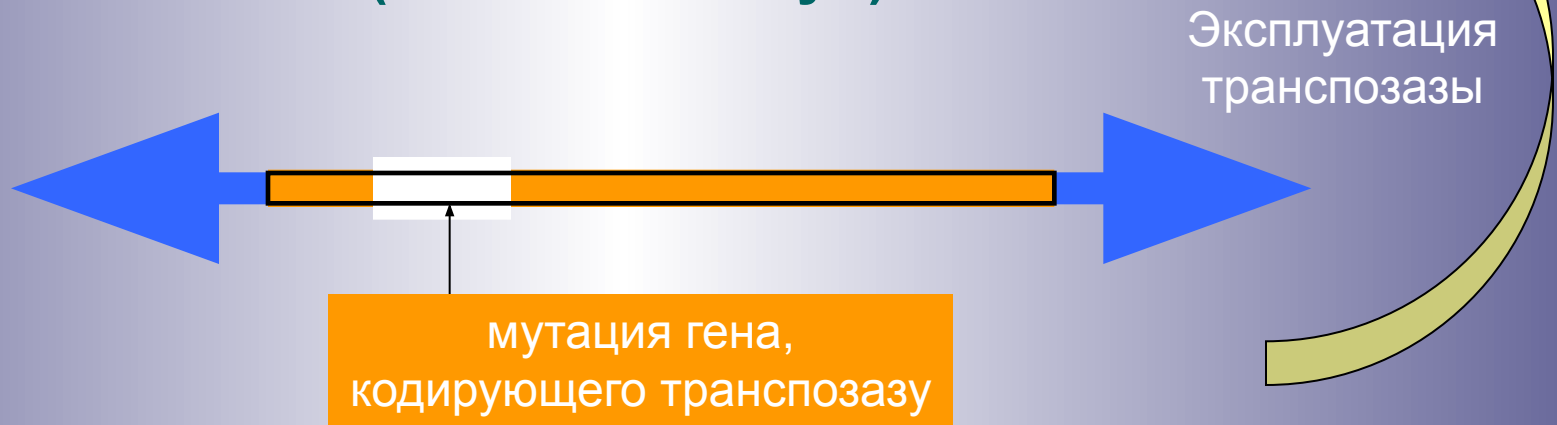 Эксплуатация
транспозазы
мутация гена,
кодирующего транспозазу